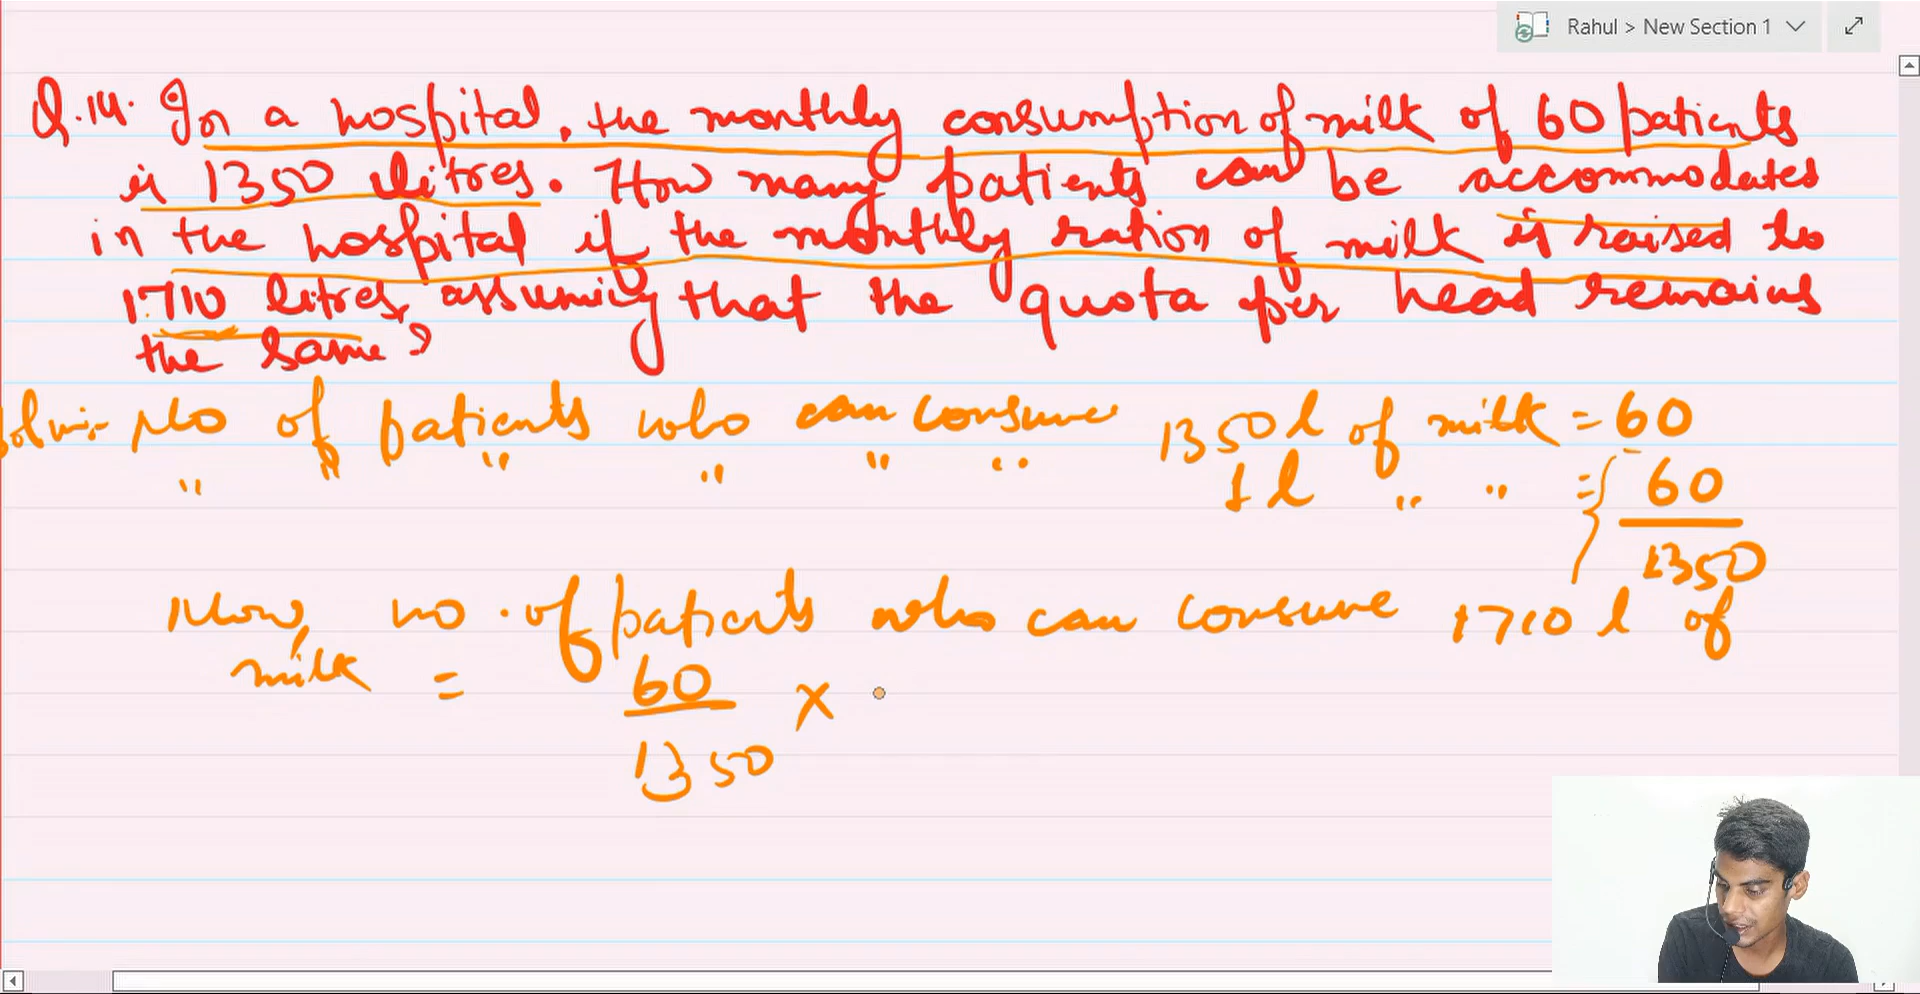 Rahul > New Section 1
Q.14. In a hospital, the monthly consumption of milk of 60 patients
is 1350 litres. How many patients can be accommodated
in the hospital if the monthly ration of milk is raised to
1710 litres, assuming that the quota per head remains
the same?
No of patients who can consume 1350 l of milk = 60
" " " " " " 1 l " " = 60
1350
Now, no. of patients who can consume 1710 l of
milk = 60 ×
1350